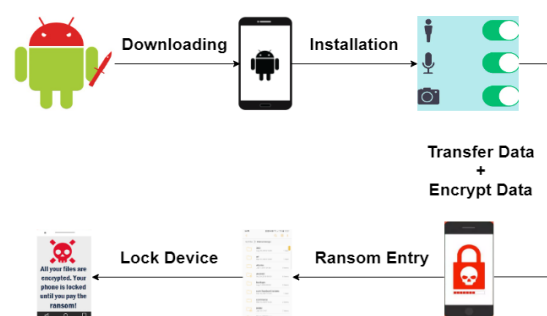 Downloading
Installation
Transfer Data
+
Encrypt Data
Ransom Entry
Lock Device
All your files are
encrypted. Your
phone is locked
until you pay the
ransom!